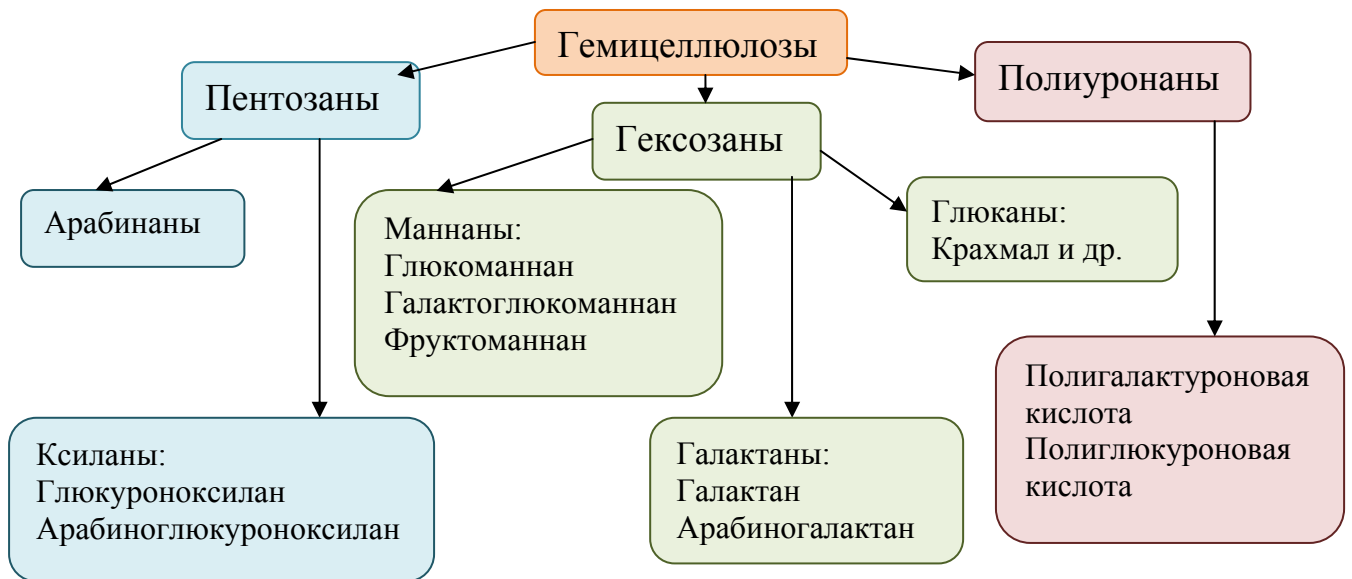 Гемицеллюлозы
Пентозаны
Гексозаны
Полиуронаны
Арабинаны
Маннаны:
Глюкоманнан
Галактоглюкоманнан
Фруктоманнан
Глюканы:
Крахмал и др.
Ксиланы:
Глюкуроноксилан
Арабиноглюкуроноксилан
Галактаны:
Галактан
Арабиногалактан
Полигалактуроновая
кислота
Полиглюкуроновая
кислота